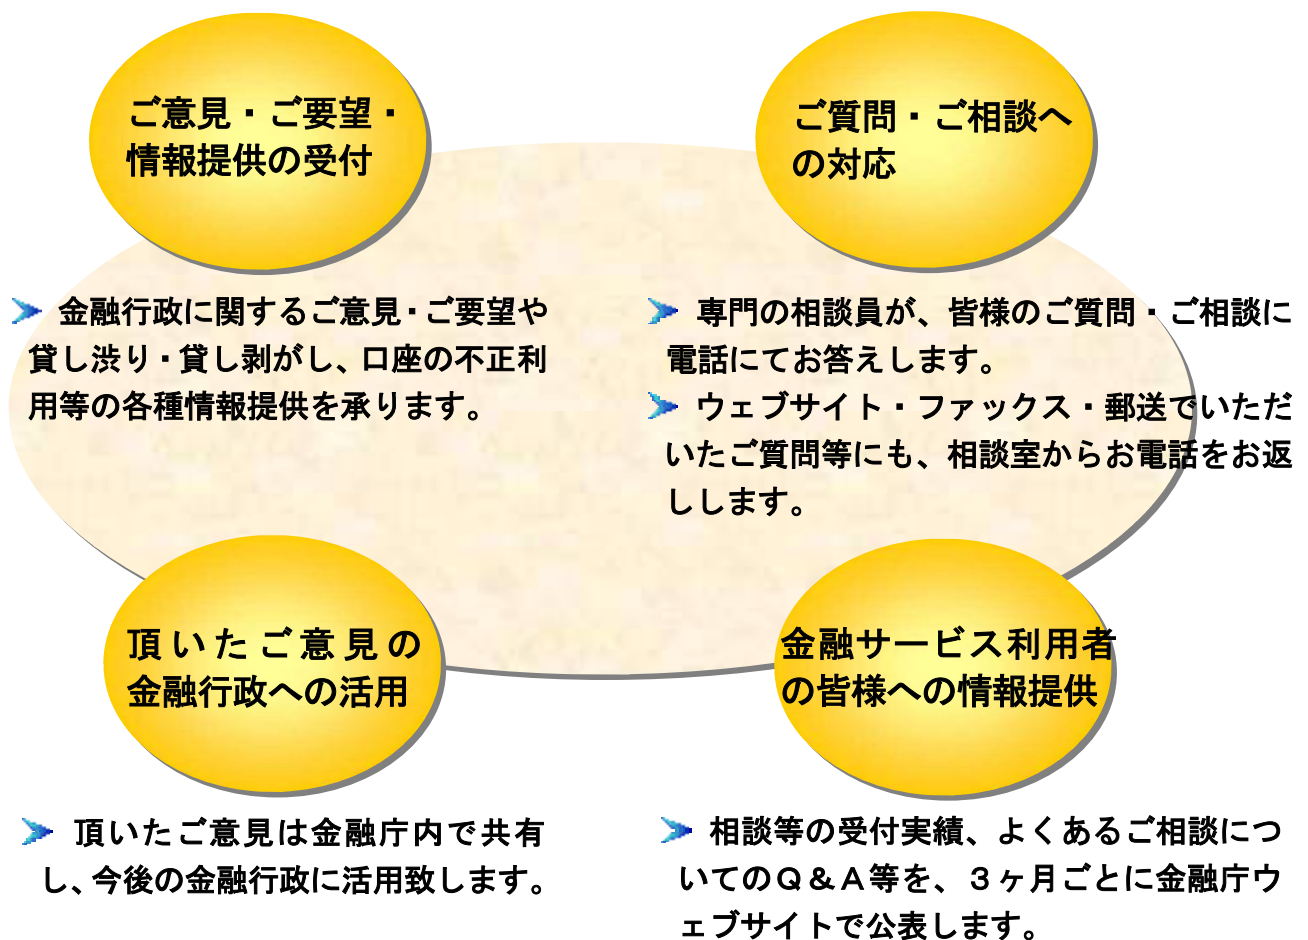 ご意見・ご要望・
情報提供の受付
金融行政に関するご意見・ご要望や
貸し渋り・貸し剥がし、口座の不正利
用等の各種情報提供を承ります。
ご質問・ご相談へ
の対応
専門の相談員が、皆様のご質問・ご相談に
電話にてお答えします。
ウェブサイト・ファックス・郵送でいただ
いたご質問等にも、相談室からお電話をお返
しします。
頂いたご意見の
金融行政への活用
頂いたご意見は金融庁内で共有
し、今後の金融行政に活用致します。
金融サービス利用者
の皆様への情報提供
相談等の受付実績、よくあるご相談につ
いてのＱ＆Ａ等を、３ヶ月ごとに金融庁ウ
ェブサイトで公表します。